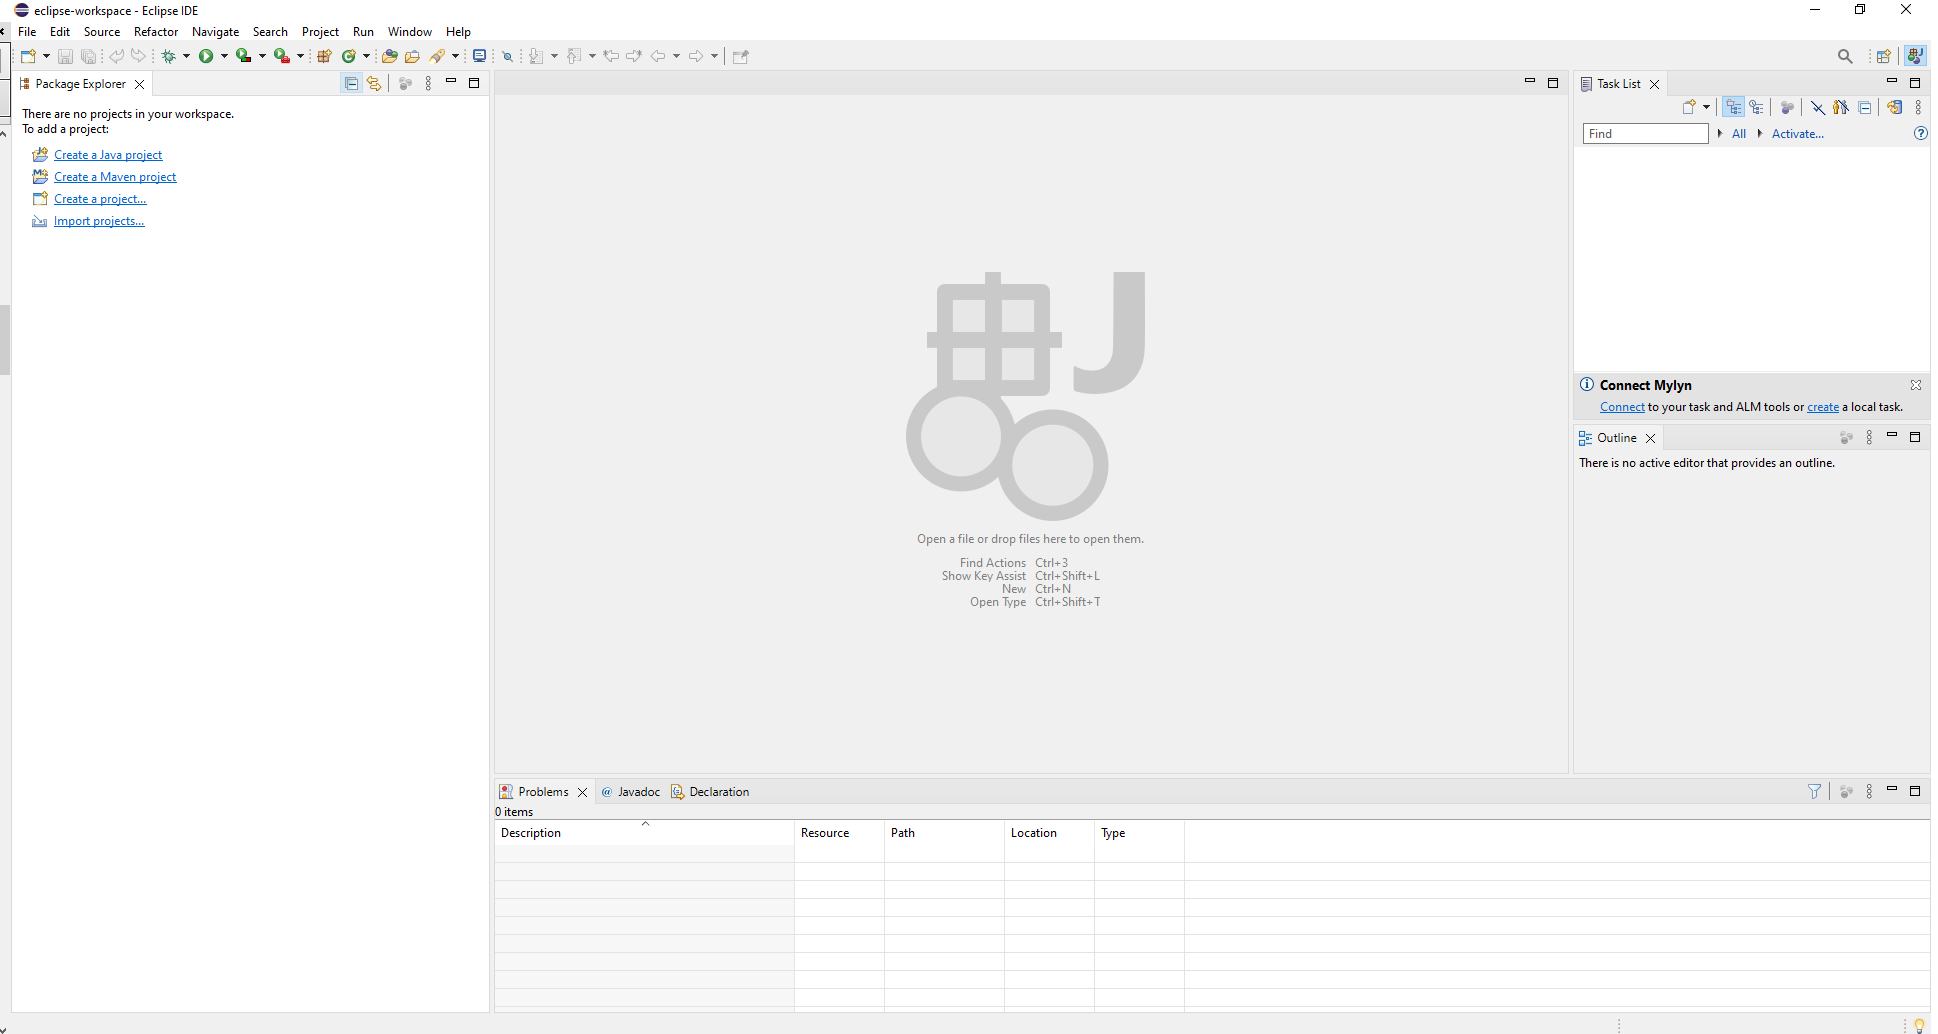 eclipse-workspace - Eclipse IDE
File Edit Source Refactor Navigate Search Project Run Window Help
Package Explorer
There are no projects in your workspace.
To add a project:
Create a Java project
Create a Maven project
Create a project...
Import projects...
J
Open a file or drop files here to open them.
Find Actions Ctrl+3
Show Key Assist Ctrl+Shift+L
New Ctrl+N
Open Type Ctrl+Shift+T
Task List
Find All Activate...
Connect Mylyn
Connect to your task and ALM tools or create a local task.
Outline
There is no active editor that provides an outline.
Problems @ Javadoc Declaration
0 items
Description Resource Path Location Type